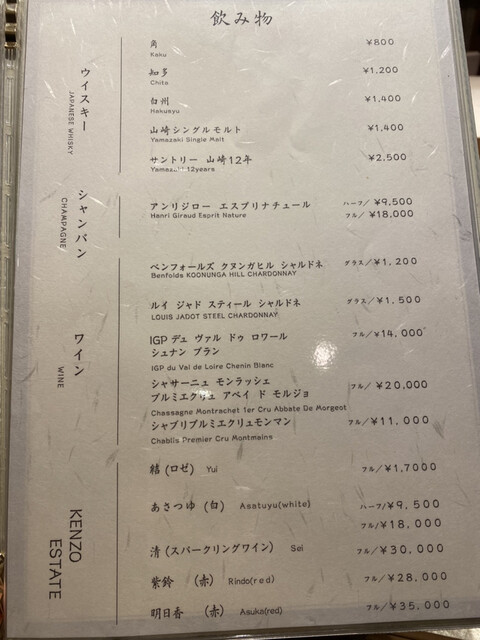 飲み物
ウイスキー
JAPANESE WHISKY
角 ¥800
Kaku
知多 ¥1,200
Chita
白州 ¥1,400
Hakusyu
山崎シングルモルト ¥1,400
Yamazaki Single Malt
サントリー 山崎12年 ¥2,500
Yamazaki 12years
シャンパン
CHAMPAGNE
アンリジロー エスプリナチュール ハーフ/ ¥9,500
Hanri Giraud Esprit Nature フル/ ¥18,000
ワイン
WINE
ベンフォールズ クヌンガヒル シャルドネ グラス/ ¥1,200
Benfolds KOONUNGA HILL CHARDONNAY
ルイ ジャド スティール シャルドネ グラス/ ¥1,500
LOUIS JADOT STEEL CHARDONNAY
IGP デュ ヴァル ドゥ ロワール フル/ ¥14,000
シュナン ブラン
IGP du Val de Loire Chenin Blanc
シャサーニュ モンラッシェ フル/ ¥20,000
プルミエクリュ アベイ ド モルジョ
Chassagne Montrachet 1er Cru Abbate De Morgeot
シャブリプルミエクリュモンマン フル/ ¥11,000
Chablis Premier Cru Montmains
KENZO
ESTATE
結(ロゼ) Yui フル/ ¥1,7000
あさつゆ (白) Asatuyu(white) ハーフ/¥9,500
フル/¥18,000
清(スパークリングワイン) Sei フル/¥30,000
紫鈴 (赤) Rindo(red) フル/¥28,000
明日香 (赤) Asuka(red) フル/¥35,000